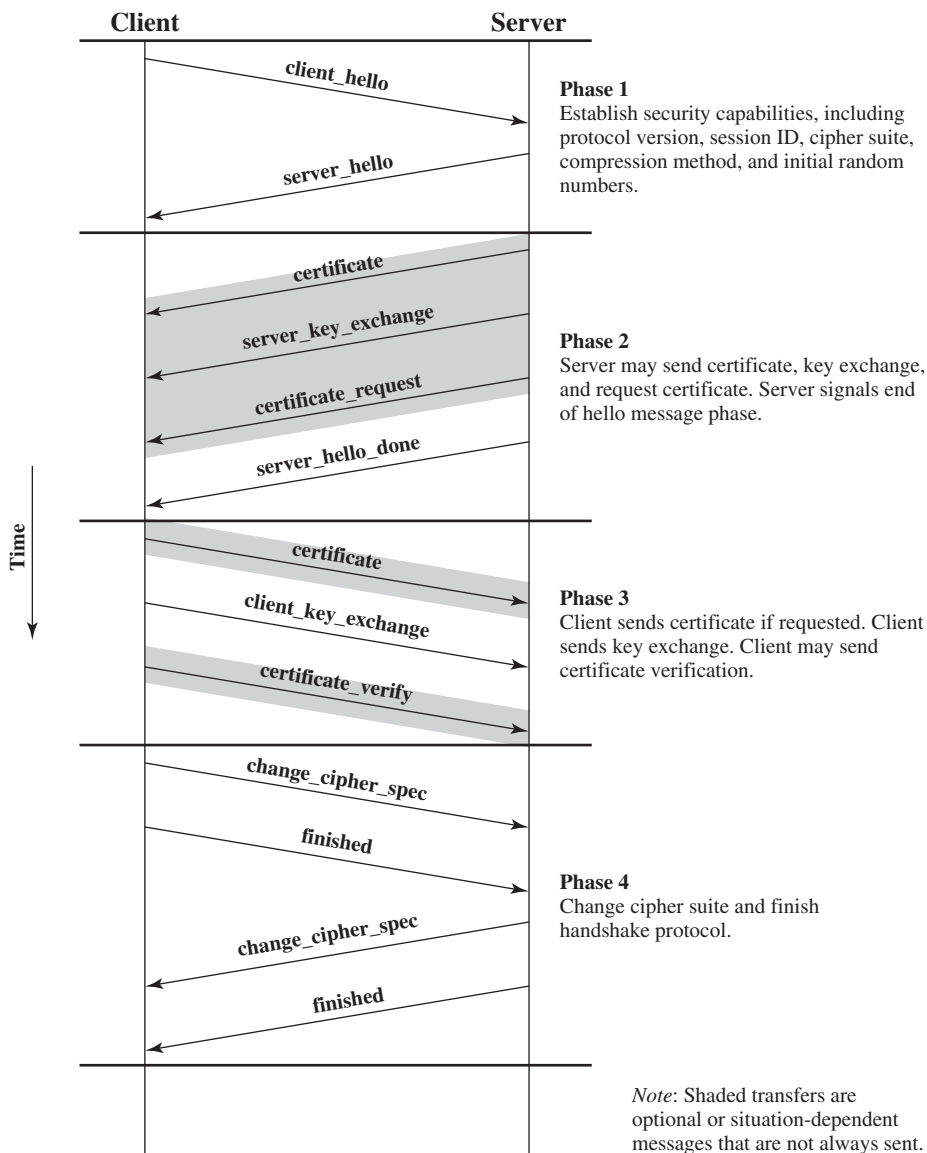 Client
Server
client_hello
server_hello
Phase 1
Establish security capabilities, including
protocol version, session ID, cipher suite,
compression method, and initial random
numbers.
certificate
server_key_exchange
certificate_request
server_hello_done
Phase 2
Server may send certificate, key exchange,
and request certificate. Server signals end
of hello message phase.
Time
certificate
client_key_exchange
certificate_verify
Phase 3
Client sends certificate if requested. Client
sends key exchange. Client may send
certificate verification.
change_cipher_spec
finished
change_cipher_spec
finished
Phase 4
Change cipher suite and finish
handshake protocol.
Note: Shaded transfers are
optional or situation-dependent
messages that are not always sent.